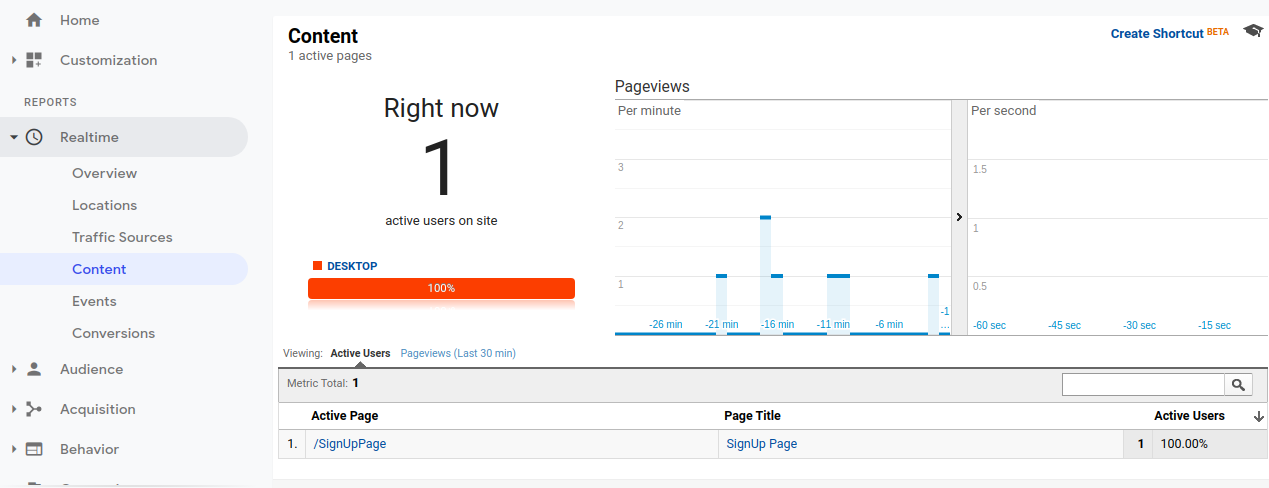 Home
Customization
REPORTS
Realtime
Overview
Locations
Traffic Sources
Content
Events
Conversions
Audience
Acquisition
Behavior
Content
1 active pages
Create Shortcut BETA
Right now
1
active users on site
DESKTOP
100%
Pageviews
Per minute
Per second
3
2
1
1.5
1
0.5
-26 min
-21 min
-16 min
-11 min
-6 min
-1
...
-60 sec
-45 sec
-30 sec
-15 sec
Viewing: Active Users Pageviews (Last 30 min)
Metric Total: 1
Active Page Page Title Active Users
1. /SignUpPage SignUp Page 1 100.00%